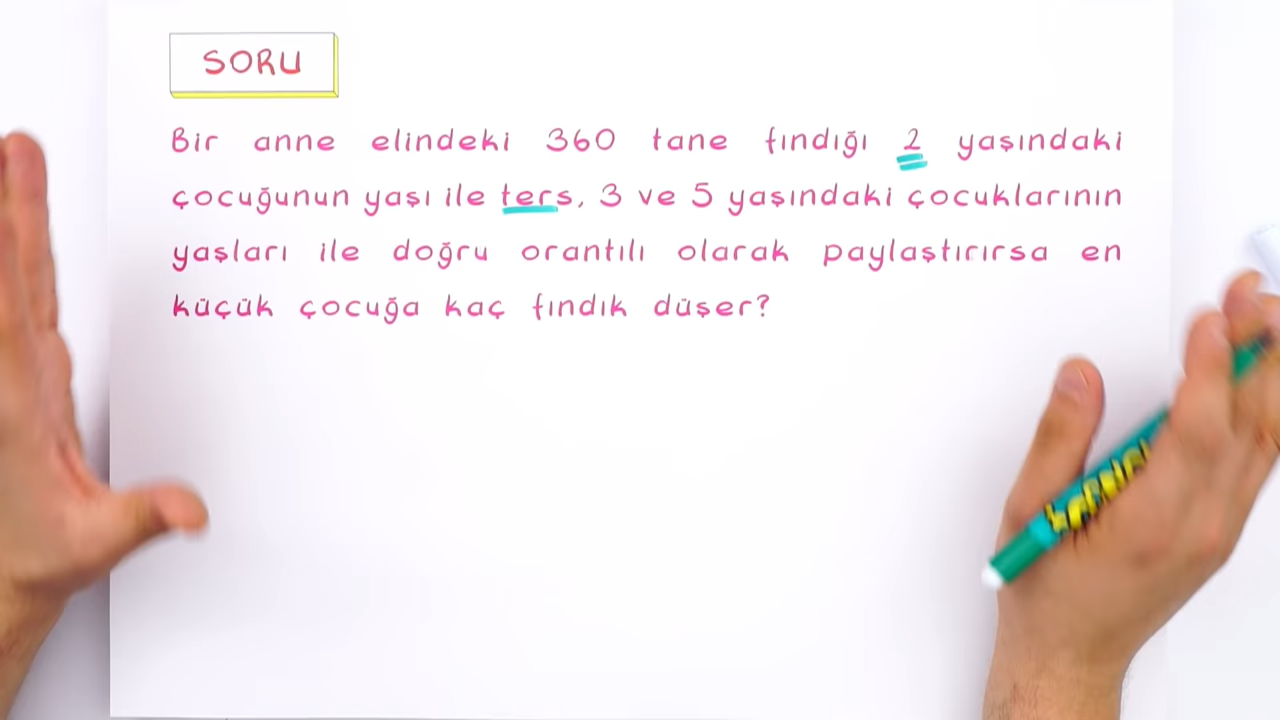 SORU
Bir anne elindeki 360 tane fındığı 2 yaşındaki
çocuğunun yaşı ile ters, 3 ve 5 yaşındaki çocuklarının
yaşları ile doğru orantılı olarak paylaştırırsa en
küçük çocuğa kaç fındık düşer?